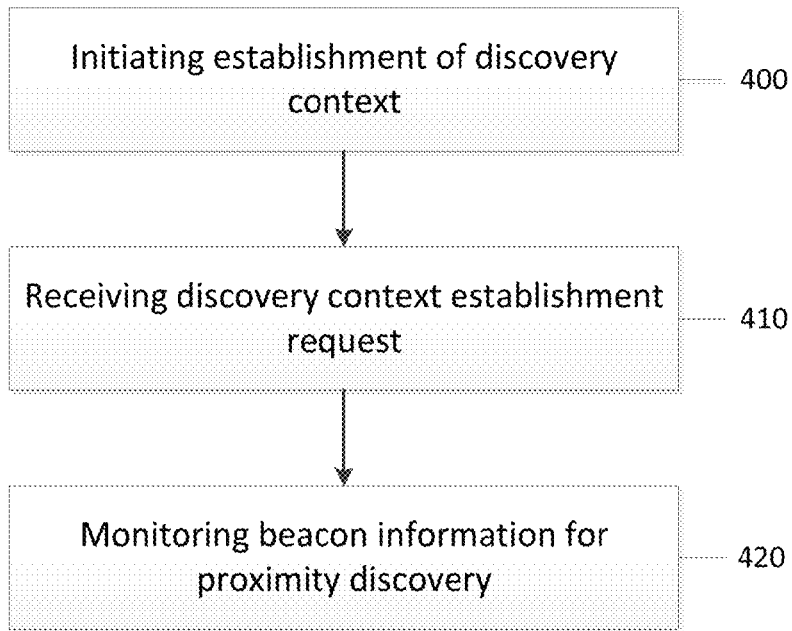 Initiating establishment of discovery
context
400
Receiving discovery context establishment
request
410
Monitoring beacon information for
proximity discovery
420